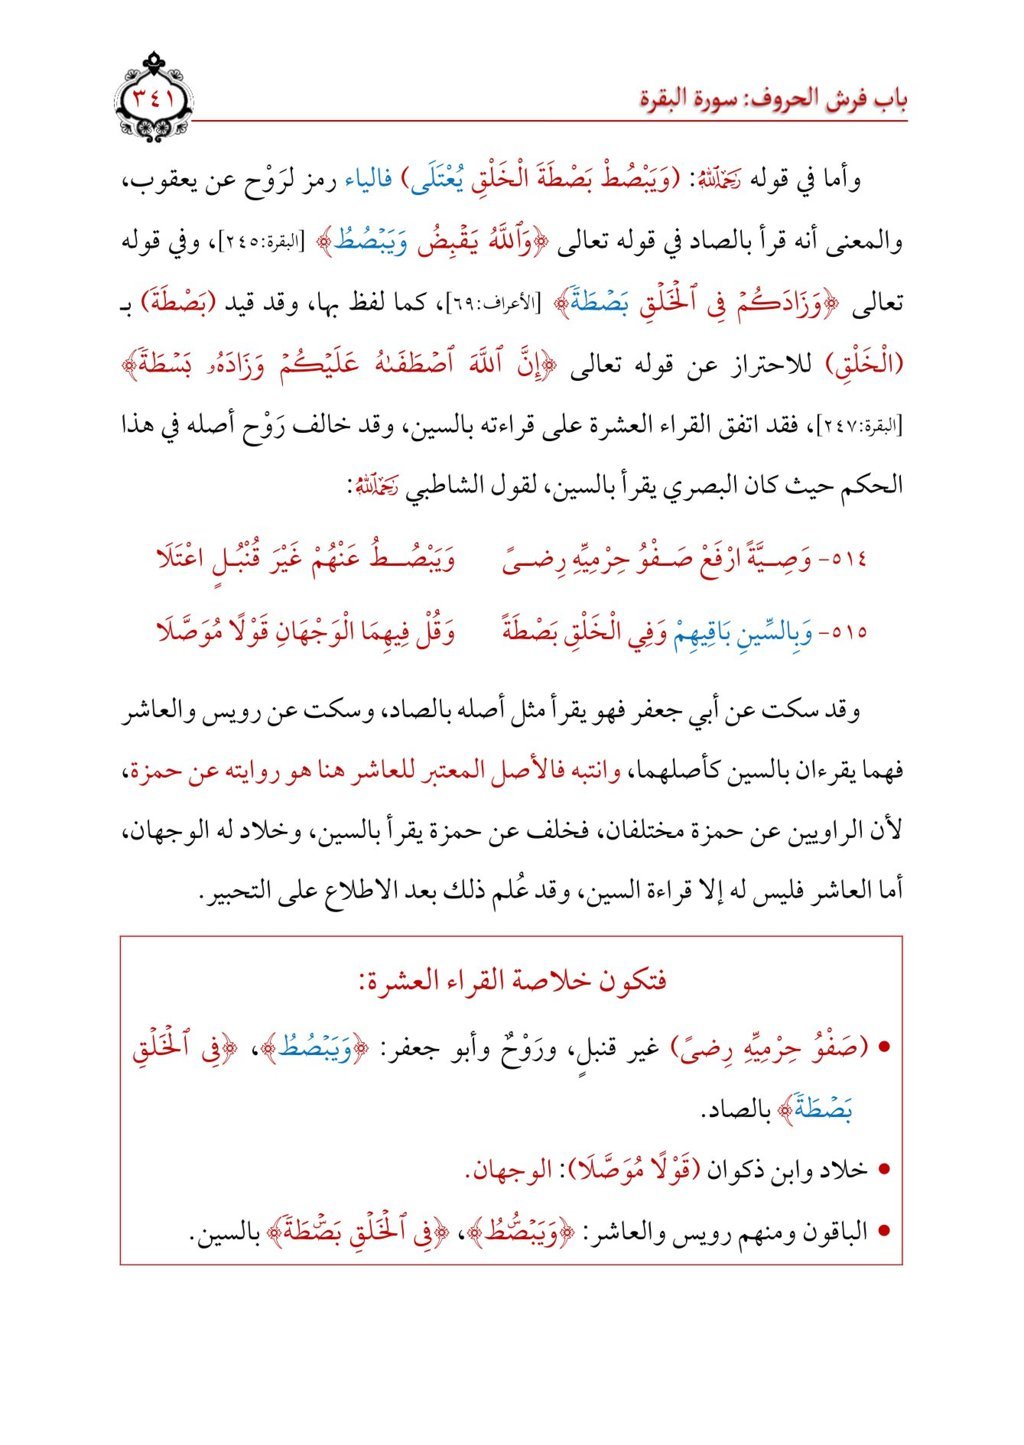 باب فرش الحروف: سورة البقرة
٣٤١
وأما في قوله رَحِمَهُ ٱللَّهُ: (وَيَبْصُطْ بَصْطَةَ الْخَلْقِ يُعْتَلَى) فالياء رمز لرَوْح عن يعقوب،
والمعنى أنه قرأ بالصاد في قوله تعالى ﴿وَٱللَّهُ يَقۡبِضُ وَيَبۡصُطُ﴾ [البقرة:٢٤٥]، وفي قوله
تعالى ﴿وَزَادَكُمۡ فِي ٱلۡخَلۡقِ بَصۡطَةٗ﴾ [الأعراف:٦٩]، كما لفظ بها، وقد قيد (بَصْطَةَ) بـ
(الْخَلْقِ) للاحتراز عن قوله تعالى ﴿إِنَّ ٱللَّهَ ٱصۡطَفَىٰهُ عَلَيۡكُمۡ وَزَادَهُۥ بَسۡطَةٗ﴾
[البقرة:٢٤٧]، فقد اتفق القراء العشرة على قراءته بالسين، وقد خالف رَوْح أصله في هذا
الحكم حيث كان البصري يقرأ بالسين، لقول الشاطبي رَحِمَهُ ٱللَّهُ:
٥١٤- وَصِـيَّةً ارْفَعْ صَـفْوُ حِرْمِيِّهِ رِضـىً وَيَبْصُــطُ عَنْهُمْ غَيْرَ قُنْبُـلٍ اعْتَلَا
٥١٥- وَبِالسِّينِ بَاقِيهِمْ وَفِي الْخَلْقِ بَصْطَةً وَقُلْ فِيهِمَا الْوَجْهَانِ قَوْلًا مُوَصَّلَا
وقد سكت عن أبي جعفر فهو يقرأ مثل أصله بالصاد، وسكت عن رويس والعاشر
فهما يقرءان بالسين كأصلهما، وانتبه فالأصل المعتبر للعاشر هنا هو روايته عن حمزة،
لأن الراويين عن حمزة مختلفان، فخلف عن حمزة يقرأ بالسين، وخلاد له الوجهان،
أما العاشر فليس له إلا قراءة السين، وقد عُلم ذلك بعد الاطلاع على التحبير.
فتكون خلاصة القراء العشرة:
• (صَفْوُ حِرْمِيِّهِ رِضىً) غير قنبلٍ، ورَوْحٌ وأبو جعفر: ﴿وَيَبۡصُطُ﴾، ﴿فِي ٱلۡخَلۡقِ
بَصۡطَةٗ﴾ بالصاد.
• خلاد وابن ذكوان (قَوْلًا مُوَصَّلَا): الوجهان.
• الباقون ومنهم رويس والعاشر: ﴿وَيَبۡصُۜطُ﴾، ﴿فِي ٱلۡخَلۡقِ بَصۜۡطَةٗ﴾ بالسين.